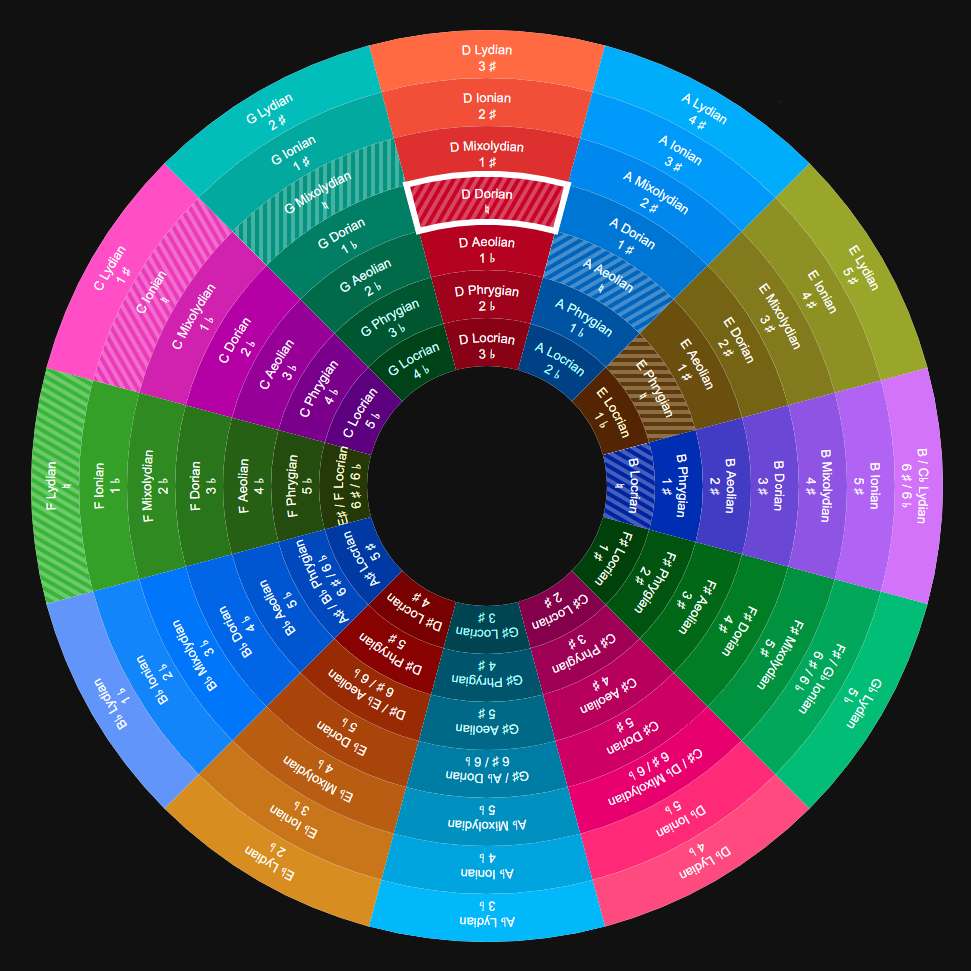 D Lydian
3 ♯
D Ionian
2 ♯
D Mixolydian
1 ♯
D Dorian
♮
D Aeolian
1 ♭
D Phrygian
2 ♭
D Locrian
3 ♭
A Lydian
4 ♯
A Ionian
3 ♯
A Mixolydian
2 ♯
A Dorian
1 ♯
A Aeolian
♮
A Phrygian
1 ♭
A Locrian
2 ♭
E Lydian
5 ♯
E Ionian
4 ♯
E Mixolydian
3 ♯
E Dorian
2 ♯
E Aeolian
1 ♯
E Phrygian
♮
E Locrian
1 ♭
B / C♭ Lydian
6 ♯ / 6 ♭
B Ionian
5 ♯
B Mixolydian
4 ♯
B Dorian
3 ♯
B Aeolian
2 ♯
B Phrygian
1 ♯
B Locrian
♮
G♭ Lydian
5 ♭
F♯ / G♭ Ionian
6 ♯ / 6 ♭
F♯ Mixolydian
5 ♯
F♯ Dorian
4 ♯
F♯ Aeolian
3 ♯
F♯ Phrygian
2 ♯
F♯ Locrian
1 ♯
D♭ Lydian
4 ♭
D♭ Ionian
5 ♭
C♯ / D♭ Mixolydian
6 ♯ / 6 ♭
C♯ Dorian
5 ♯
C♯ Aeolian
4 ♯
C♯ Phrygian
3 ♯
C♯ Locrian
2 ♯
A♭ Lydian
3 ♭
A♭ Ionian
4 ♭
A♭ Mixolydian
5 ♭
G♯ / A♭ Dorian
6 ♯ / 6 ♭
G♯ Aeolian
5 ♯
G♯ Phrygian
4 ♯
G♯ Locrian
3 ♯
E♭ Lydian
2 ♭
E♭ Ionian
3 ♭
E♭ Mixolydian
4 ♭
E♭ Dorian
5 ♭
D♯ / E♭ Aeolian
6 ♯ / 6 ♭
D♯ Phrygian
5 ♯
D♯ Locrian
4 ♯
B♭ Lydian
1 ♭
B♭ Ionian
2 ♭
B♭ Mixolydian
3 ♭
B♭ Dorian
4 ♭
B♭ Aeolian
5 ♭
A♯ / B♭ Phrygian
6 ♯ / 6 ♭
A♯ Locrian
5 ♯
F Lydian
♮
F Ionian
1 ♭
F Mixolydian
2 ♭
F Dorian
3 ♭
F Aeolian
4 ♭
F Phrygian
5 ♭
E♯ / F Locrian
6 ♯ / 6 ♭
C Lydian
1 ♯
C Ionian
♮
C Mixolydian
1 ♭
C Dorian
2 ♭
C Aeolian
3 ♭
C Phrygian
4 ♭
C Locrian
5 ♭
G Lydian
2 ♯
G Ionian
1 ♯
G Mixolydian
♮
G Dorian
1 ♭
G Aeolian
2 ♭
G Phrygian
3 ♭
G Locrian
4 ♭